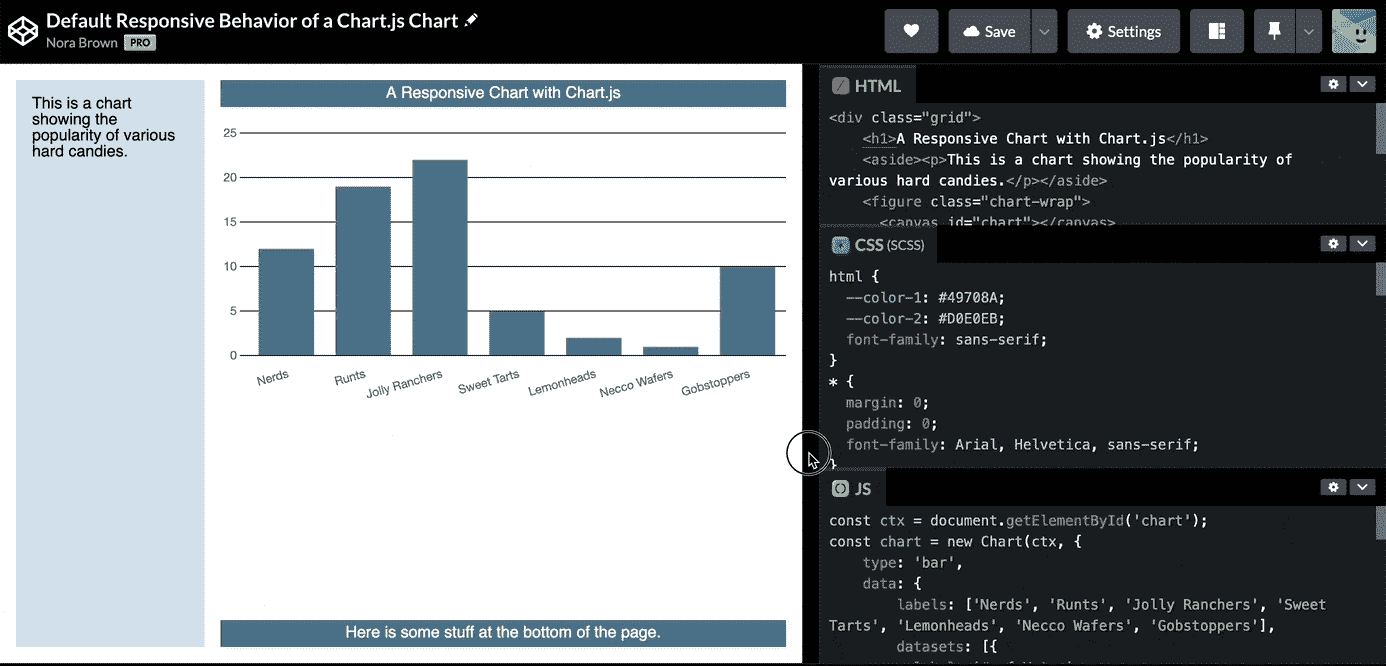 Default Responsive Behavior of a Chart.js Chart
Nora Brown PRO
Save
Settings
This is a chart
showing the
popularity of various
hard candies.
A Responsive Chart with Chart.js
25
20
15
10
5
0
Nerds
Runts
Jolly Ranchers
Sweet Tarts
Lemonheads
Necco Wafers
Gobstoppers
Here is some stuff at the bottom of the page.
HTML
<div class="grid">
<h1>A Responsive Chart with Chart.js</h1>
<aside><p>This is a chart showing the popularity of
various hard candies.</p></aside>
<figure class="chart-wrap">
<canvas id="chart"></canvas>
CSS (SCSS)
html {
--color-1: #49708A;
--color-2: #D0E0EB;
font-family: sans-serif;
}
* {
margin: 0;
padding: 0;
font-family: Arial, Helvetica, sans-serif;
}
JS
const ctx = document.getElementById('chart');
const chart = new Chart(ctx, {
type: 'bar',
data: {
labels: ['Nerds', 'Runts', 'Jolly Ranchers', 'Sweet
Tarts', 'Lemonheads', 'Necco Wafers', 'Gobstoppers'],
datasets: [{